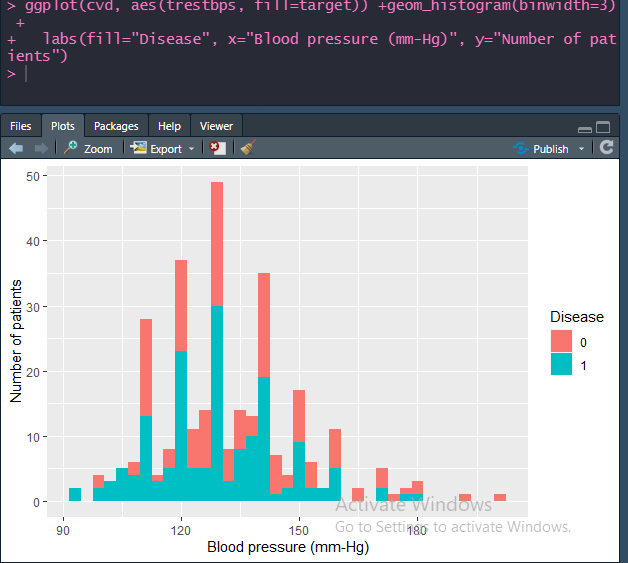 > ggplot(cvd, aes(trestbps, fill=target)) +geom_histogram(binwidth=3)
 +
+   labs(fill="Disease", x="Blood pressure (mm-Hg)", y="Number of pat
ients")
>
Files Plots Packages Help Viewer
Zoom Export Publish
50
40
30
20
10
0
Number of patients
90 120 150 180
Blood pressure (mm-Hg)
Disease
0
1
Activate Windows
Go to Settings to activate Windows.